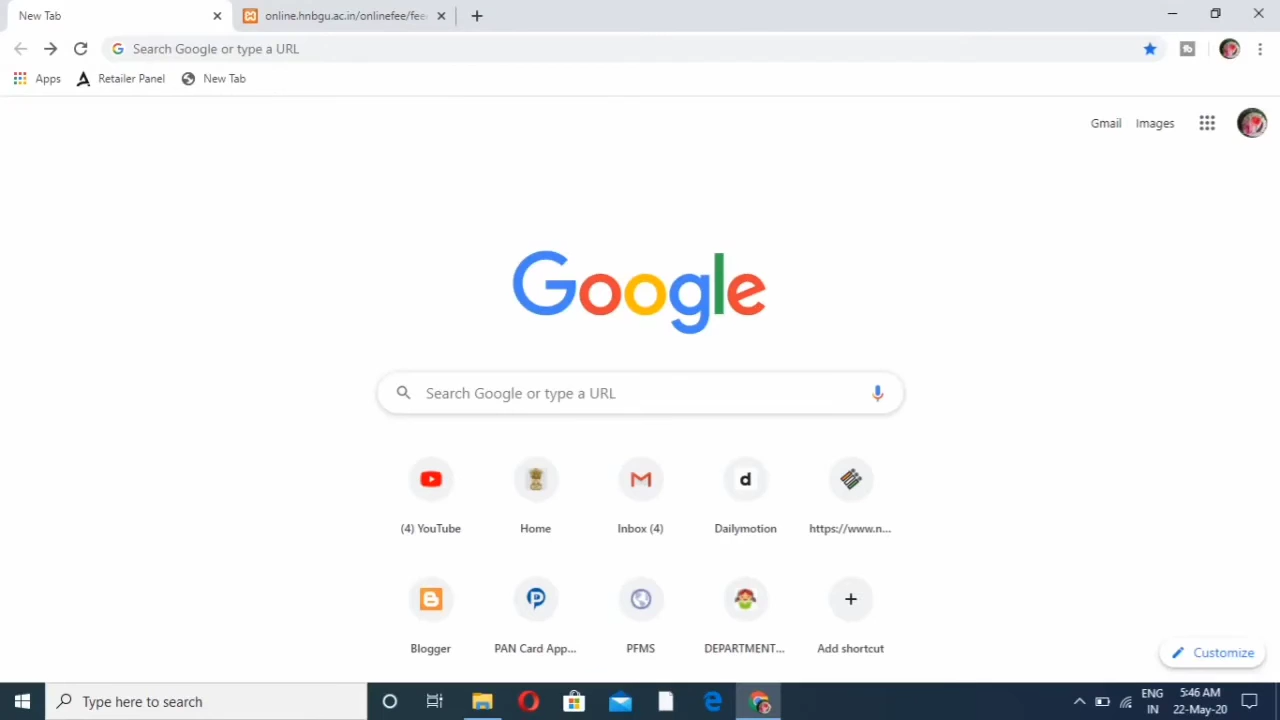 New Tab
online.hnbgu.ac.in/onlinefee/fee
Search Google or type a URL
Apps
Retailer Panel
New Tab
Gmail
Images
Google
Search Google or type a URL
(4) YouTube
Home
Inbox (4)
Dailymotion
https://www.n...
Blogger
PAN Card App...
PFMS
DEPARTMENT...
Add shortcut
Customize
Type here to search
ENG
IN
5:46 AM
22-May-20